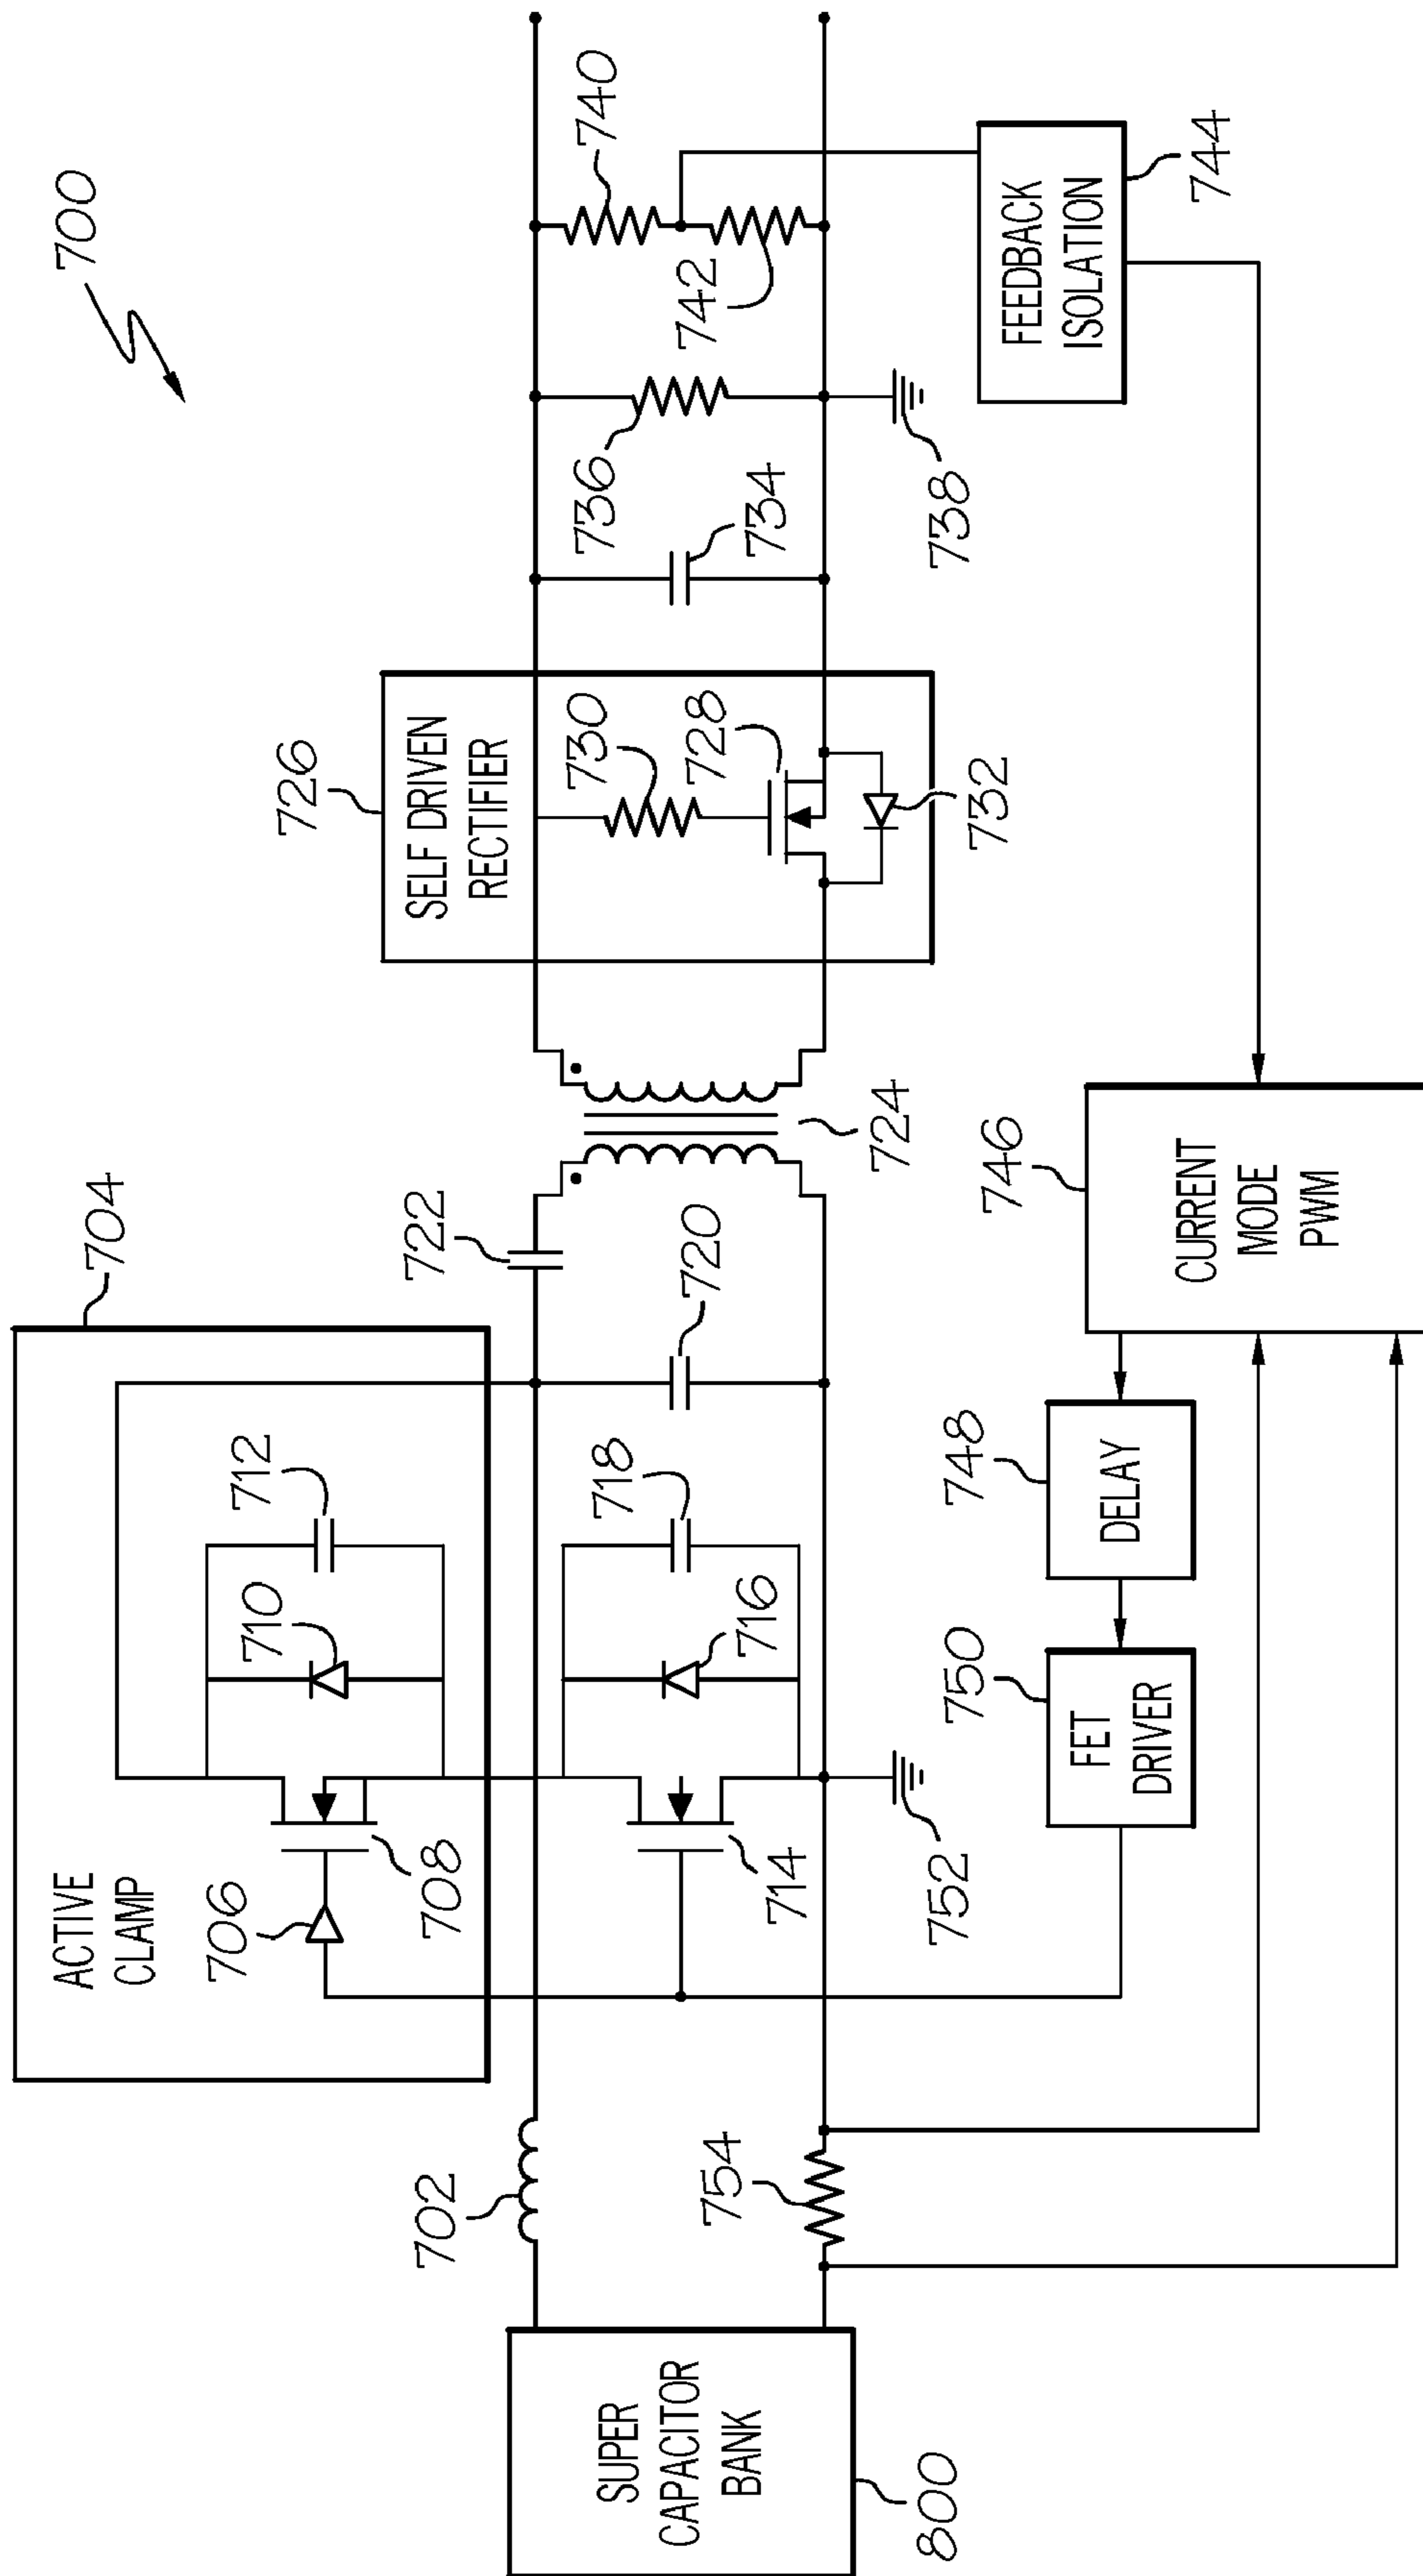 700
704
ACTIVE
CLAMP
706
708
710
712
702
714
716
718
720
722
724
726
SELF DRIVEN
RECTIFIER
730
728
732
736
734
740
742
738
SUPER
CAPACITOR
BANK
800
754
752
750
FET
DRIVER
748
DELAY
746
CURRENT
MODE
PWM
FEEDBACK
ISOLATION
744